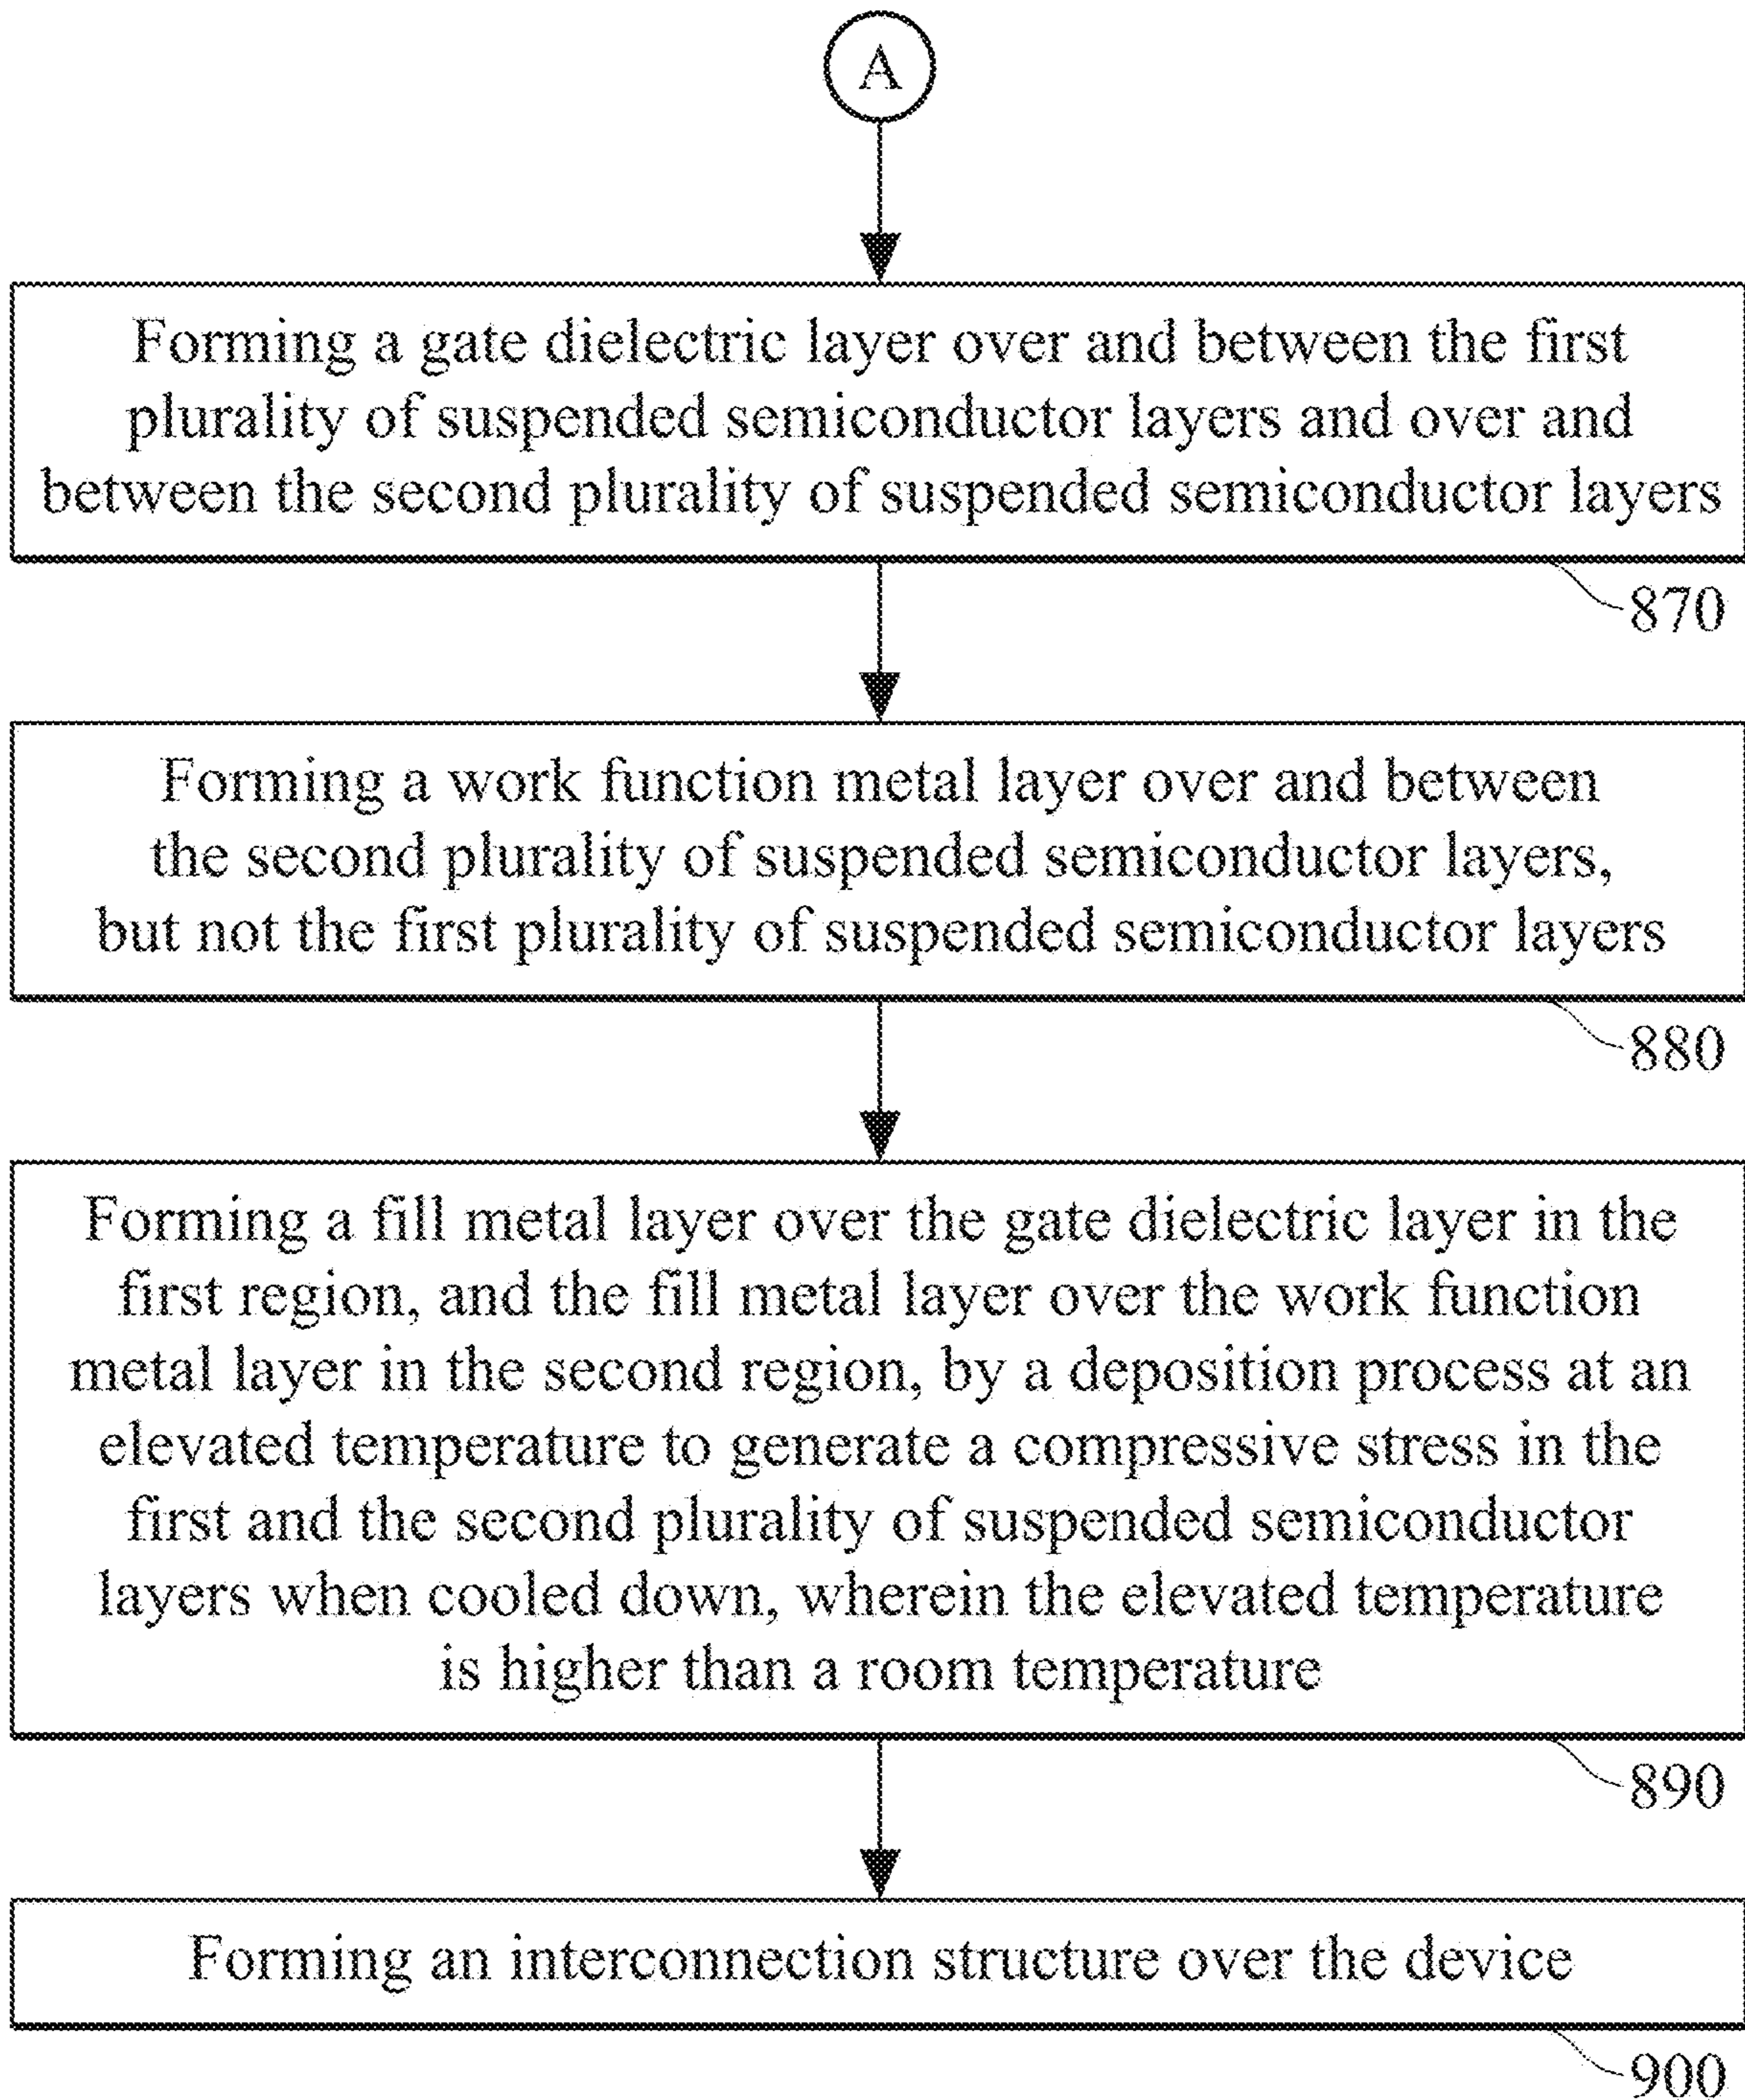 A
Forming a gate dielectric layer over and between the first
plurality of suspended semiconductor layers and over and
between the second plurality of suspended semiconductor layers
870
Forming a work function metal layer over and between
the second plurality of suspended semiconductor layers,
but not the first plurality of suspended semiconductor layers
880
Forming a fill metal layer over the gate dielectric layer in the
first region, and the fill metal layer over the work function
metal layer in the second region, by a deposition process at an
elevated temperature to generate a compressive stress in the
first and the second plurality of suspended semiconductor
layers when cooled down, wherein the elevated temperature
is higher than a room temperature
890
Forming an interconnection structure over the device
900